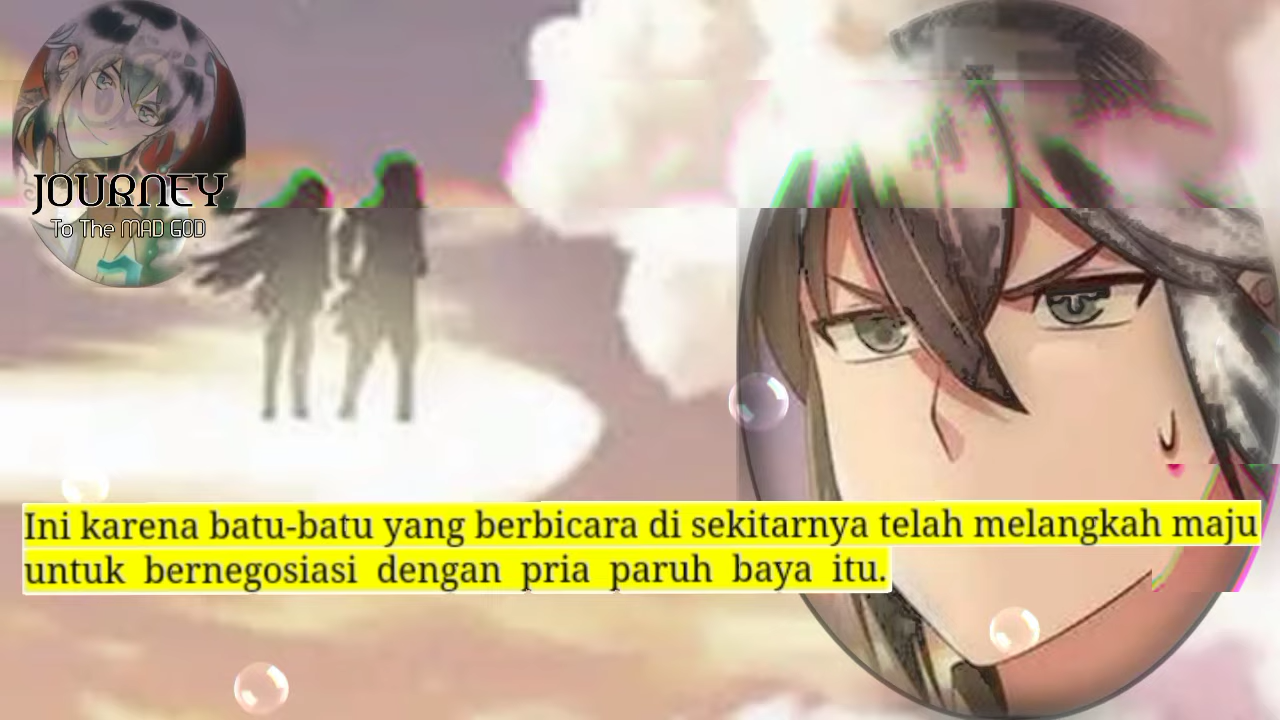 JOURNEY
To The MAD GOD
Ini karena batu-batu yang berbicara di sekitarnya telah melangkah maju
untuk bernegosiasi dengan pria paruh baya itu.